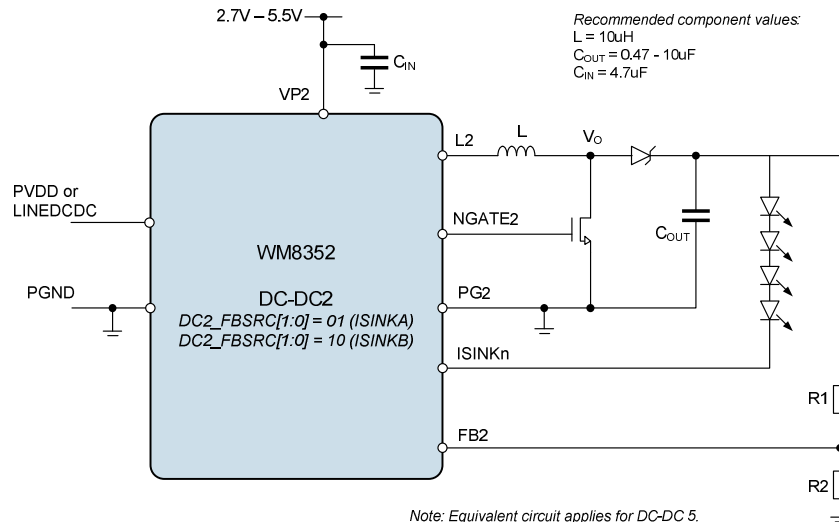 2.7V – 5.5V
Recommended component values:
L = 10uH
COUT = 0.47 - 10uF
CIN = 4.7uF
CIN
VP2
L2
L
VO
PVDD or
LINEDCDC
NGATE2
COUT
WM8352
PGND
DC-DC2
PG2
DC2_FBSRC[1:0] = 01 (ISINKA)
DC2_FBSRC[1:0] = 10 (ISINKB)
ISINKn
R1
FB2
R2
Note: Equivalent circuit applies for DC-DC 5.